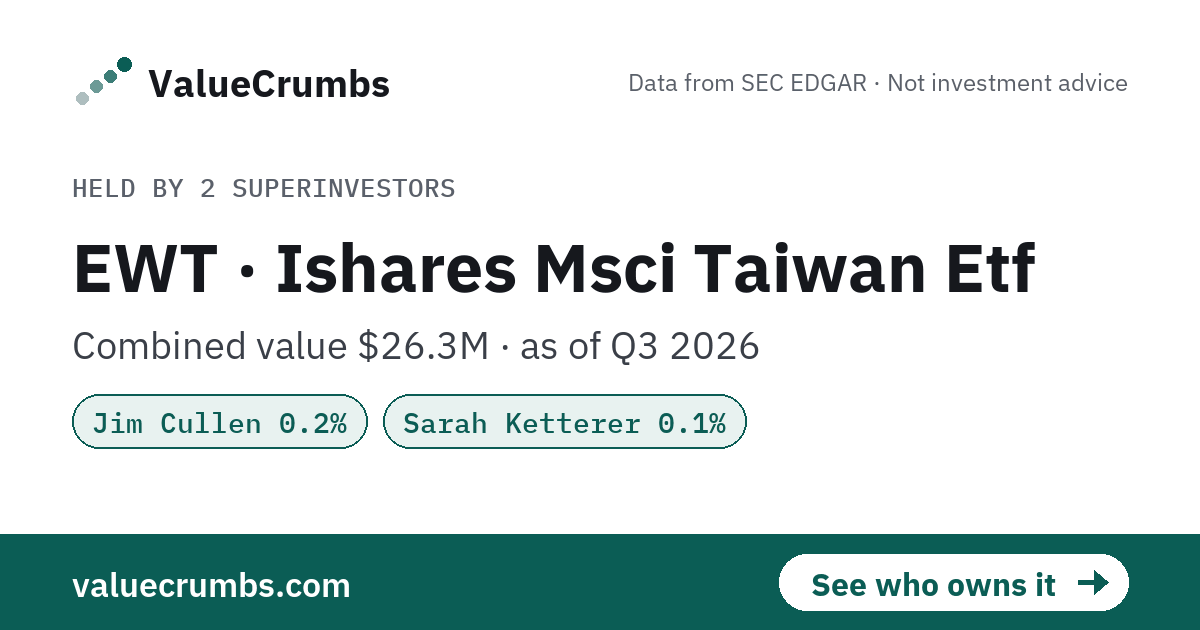 ValueCrumbs
Data from SEC EDGAR · Not investment advice
HELD BY 2 SUPERINVESTORS
EWT · Ishares Msci Taiwan Etf
Combined value $26.3M · as of Q3 2026
Jim Cullen 0.2%
Sarah Ketterer 0.1%
valuecrumbs.com
See who owns it →